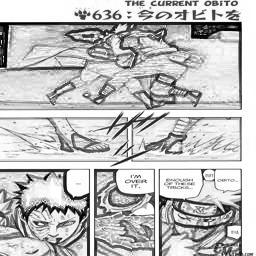 THE CURRENT OBITO
636：今のオビトを
OBITO...
ENOUGH
OF THESE
TRICKS...
I'M
OVER
IT.
...